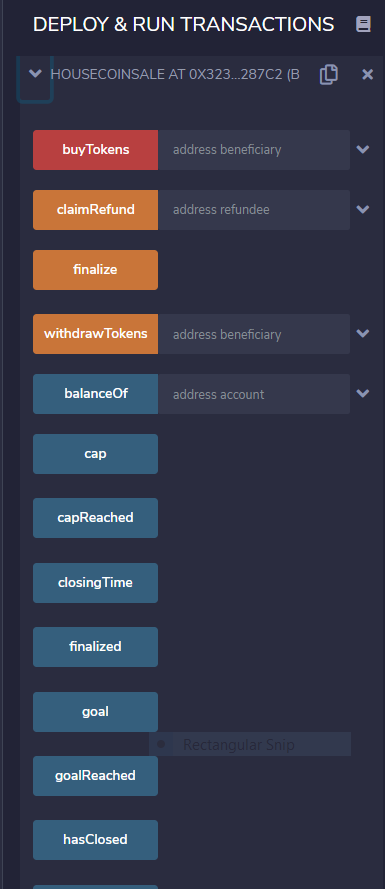 DEPLOY & RUN TRANSACTIONS
HOUSECOINSALE AT 0X323...287C2 (B
buyTokens address beneficiary
claimRefund address refundee
finalize
withdrawTokens address beneficiary
balanceOf address account
cap
capReached
closingTime
finalized
goal
Rectangular Snip
goalReached
hasClosed